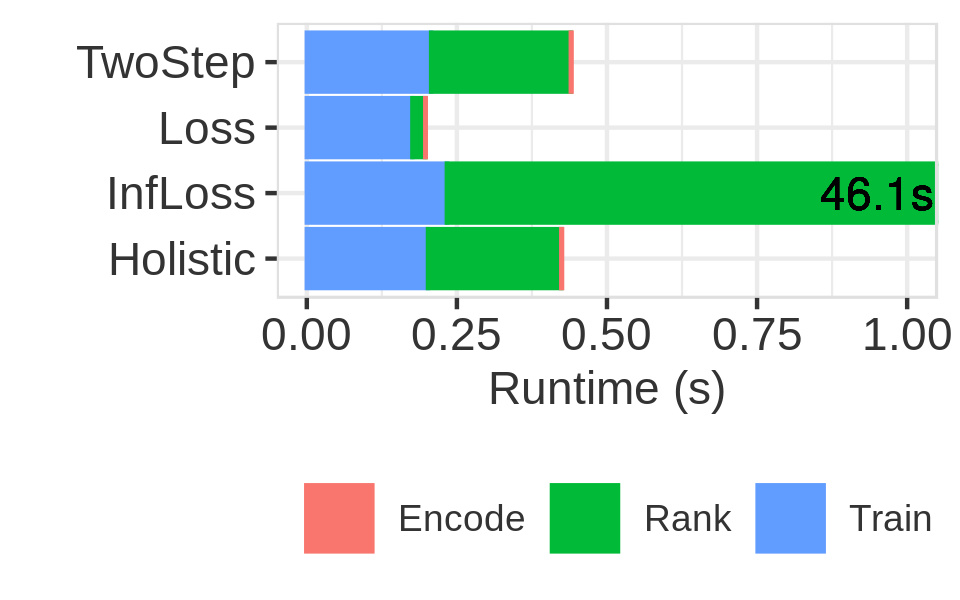 TwoStep
Loss
InfLoss 46.1s
Holistic
0.00 0.25 0.50 0.75 1.00
Runtime (s)
Encode Rank Train